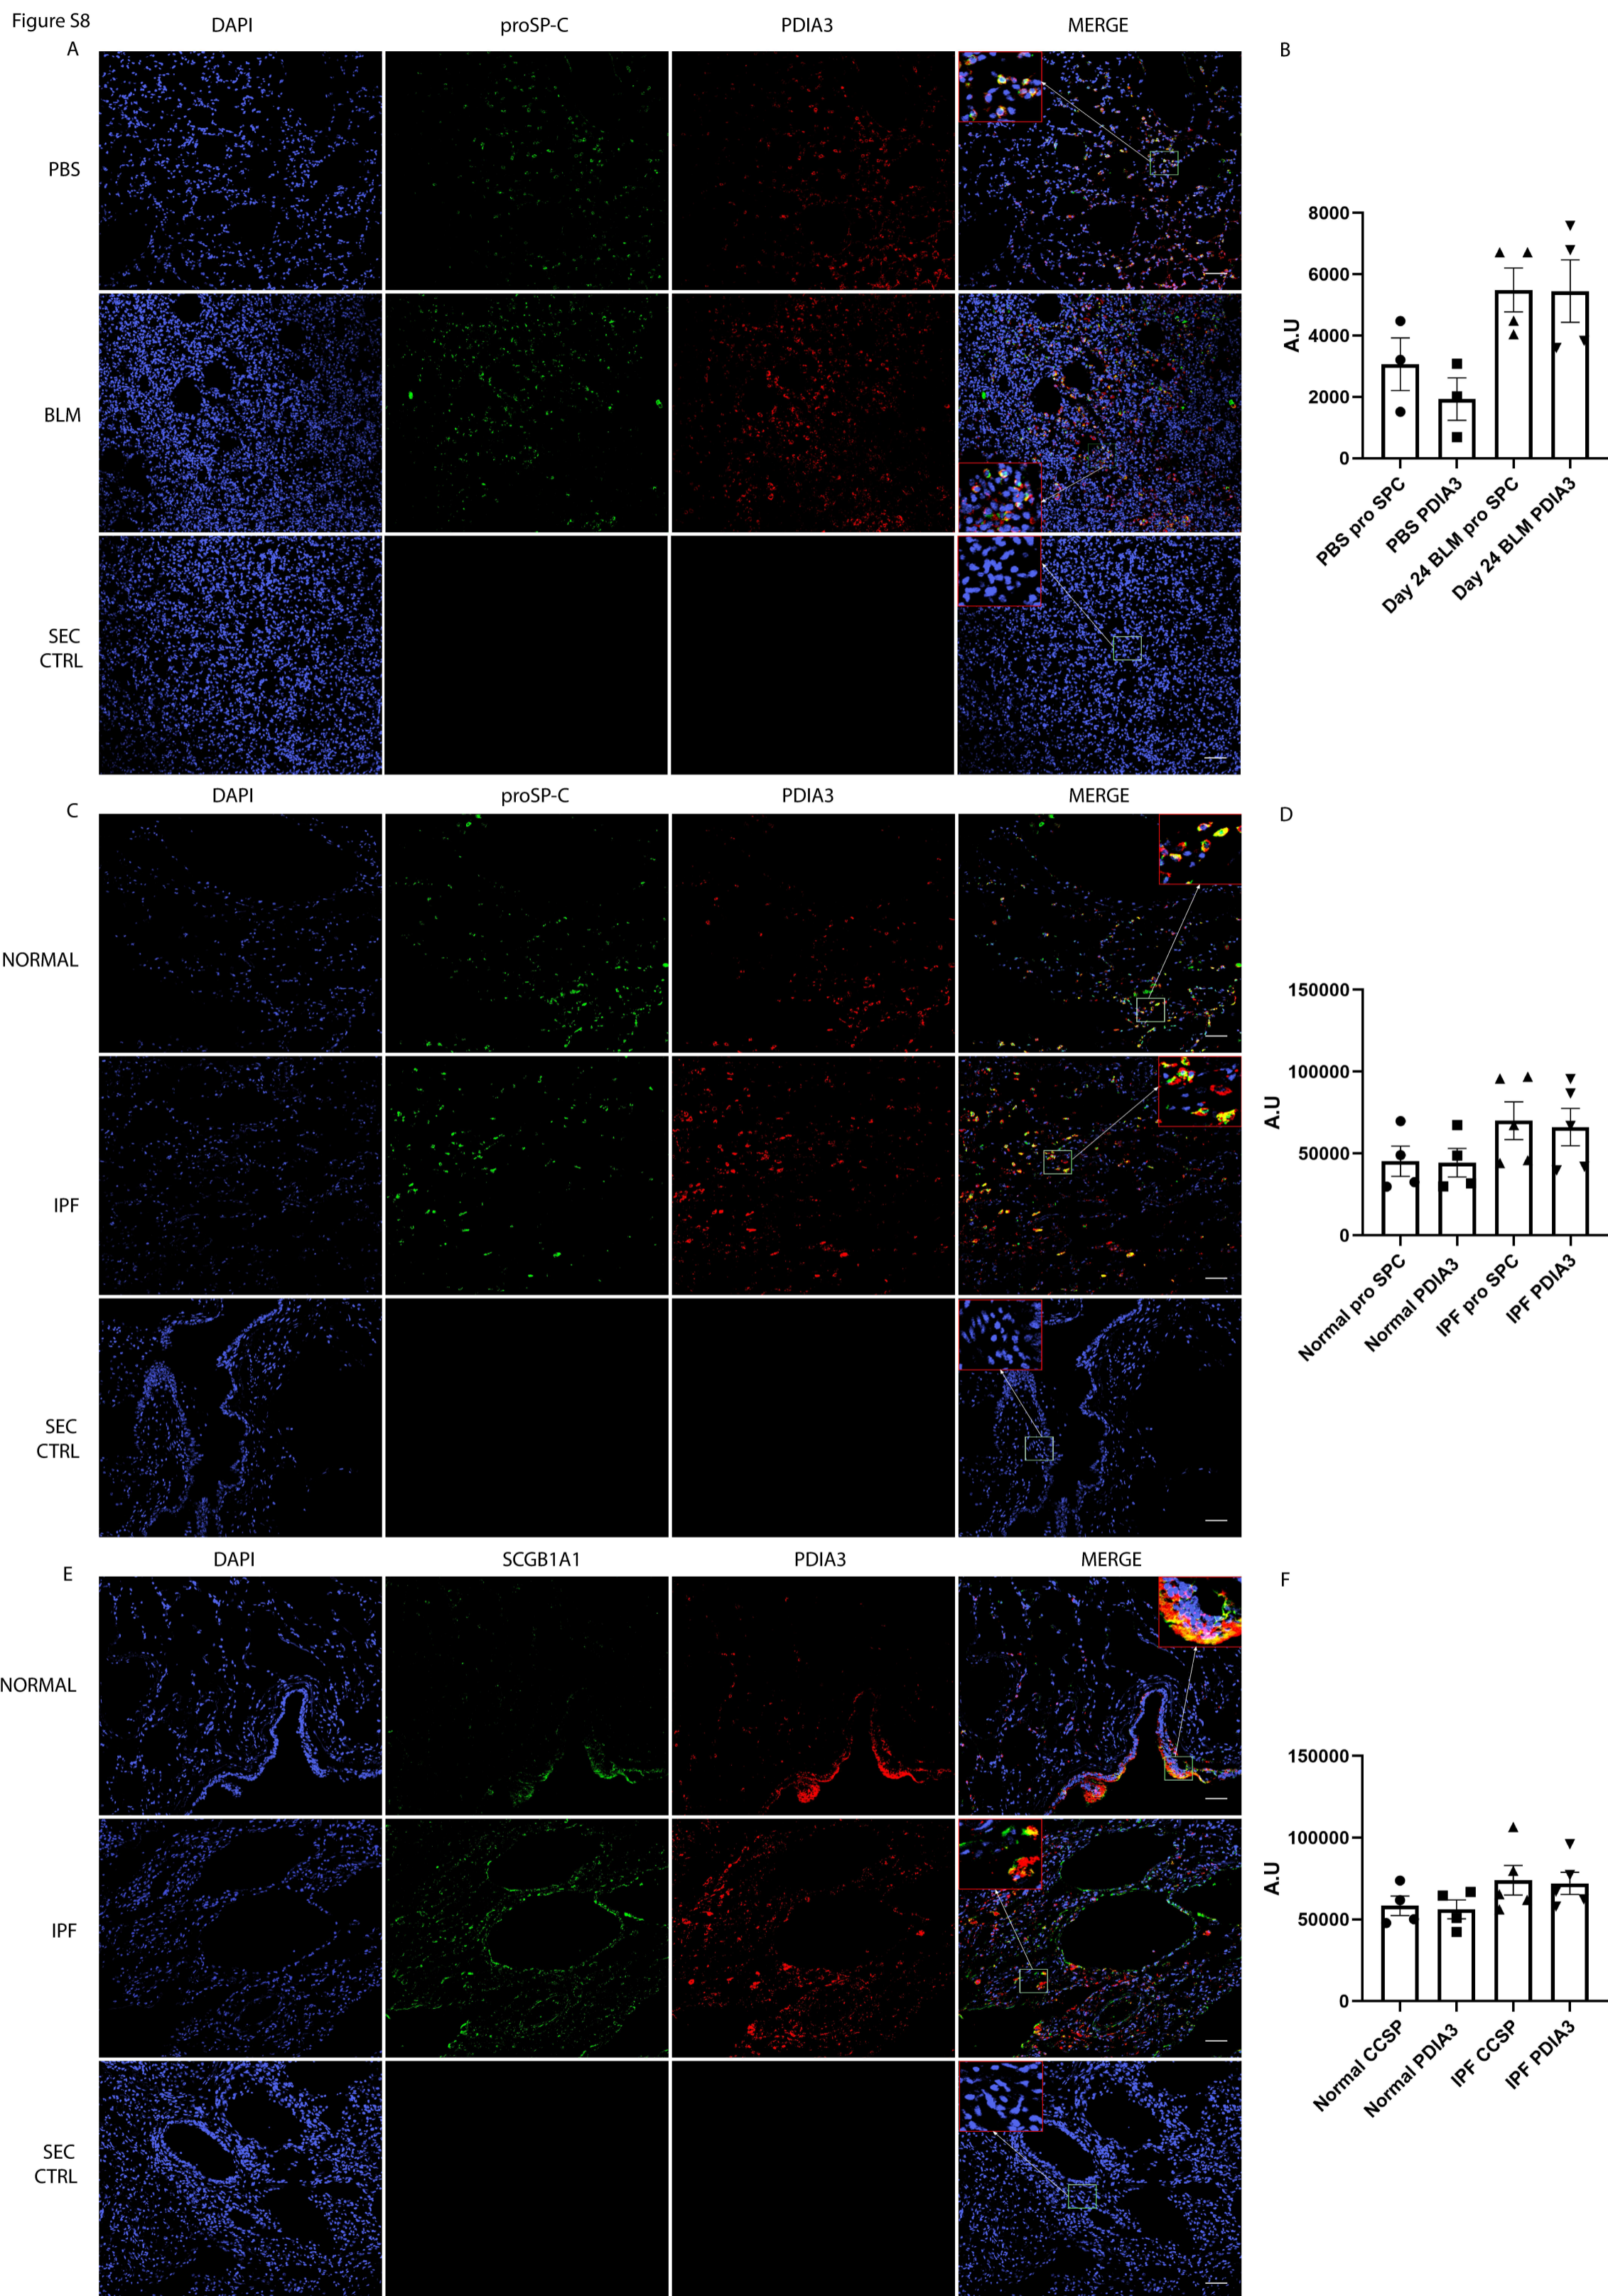 Figure S8
A
DAPI
proSP-C
PDIA3
MERGE
PBS
BLM
SEC
CTRL
B
8000
6000
4000
2000
0
A.U
PBS pro SPC
PBS PDIA3
Day 24 BLM pro SPC
Day 24 BLM PDIA3
C
DAPI
proSP-C
PDIA3
MERGE
NORMAL
IPF
SEC
CTRL
D
150000
100000
50000
0
A.U
Normal pro SPC
Normal PDIA3
IPF pro SPC
IPF PDIA3
E
DAPI
SCGB1A1
PDIA3
MERGE
NORMAL
IPF
SEC
CTRL
F
150000
100000
50000
0
A.U
Normal CCSP
Normal PDIA3
IPF CCSP
IPF PDIA3